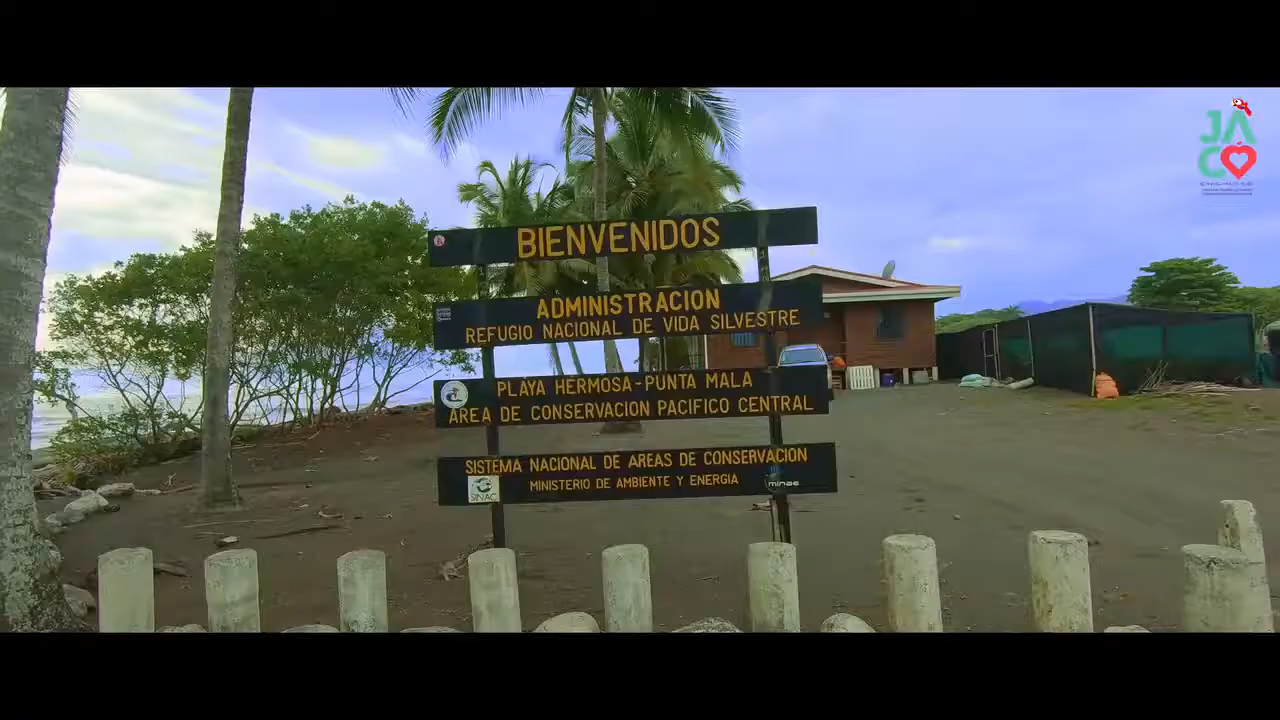 JACO
BIENVENIDOS
ADMINISTRACION
REFUGIO NACIONAL DE VIDA SILVESTRE
PLAYA HERMOSA-PUNTA MALA
AREA DE CONSERVACION PACIFICO CENTRAL
SISTEMA NACIONAL DE AREAS DE CONSERVACION
MINISTERIO DE AMBIENTE Y ENERGIA
SINAC
minae